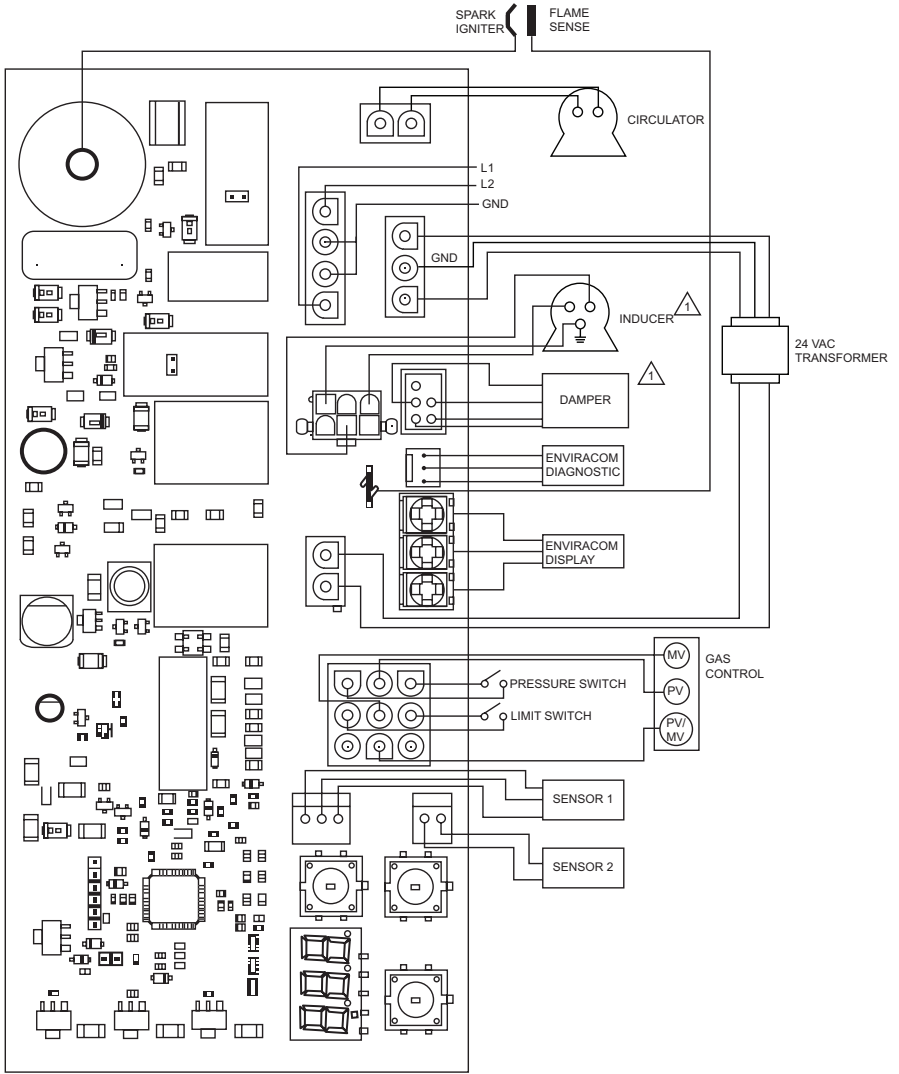 SPARK
IGNITER
FLAME
SENSE
CIRCULATOR
L1
L2
GND
GND
INDUCER
1
24 VAC
TRANSFORMER
1
DAMPER
ENVIRACOM
DIAGNOSTIC
ENVIRACOM
DISPLAY
MV
GAS
CONTROL
PRESSURE SWITCH
PV
LIMIT SWITCH
PV/
MV
SENSOR 1
SENSOR 2